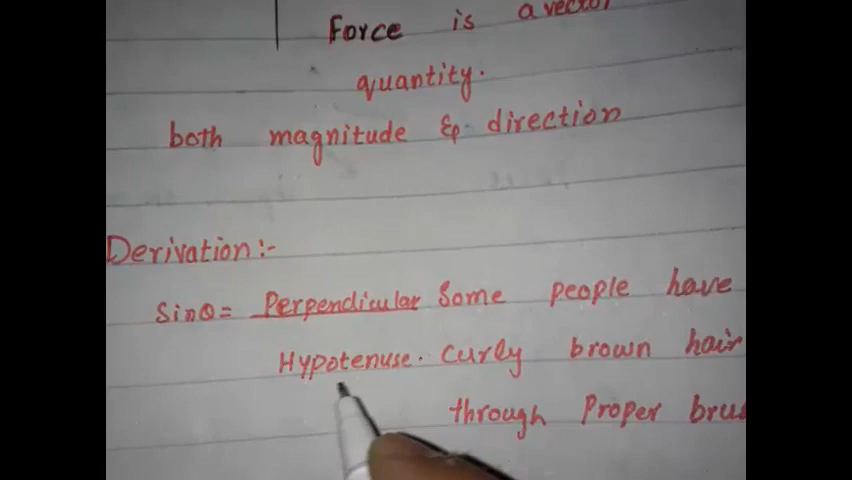 Force is a vector
quantity.
both magnitude & direction
Derivation:-
Sinθ = Perpendicular Some people have
Hypotenuse. Curly brown hair
through Proper